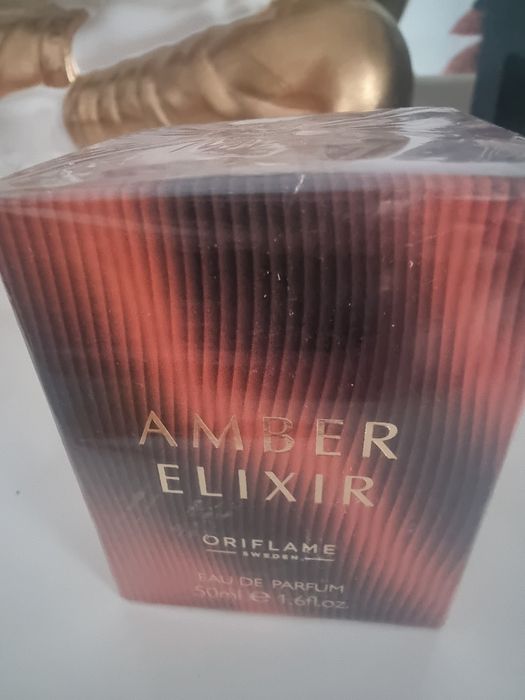 AMBER
ELIXIR
ORIFLAME
SWEDEN
EAU DE PARFUM
50ml ℮ 1.6fl.oz.